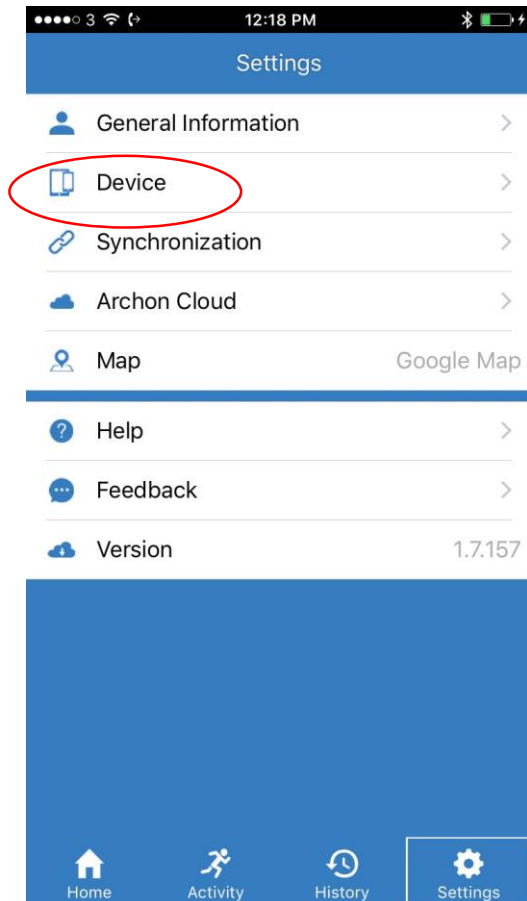 3 12:18 PM
Settings
General Information
Device
Synchronization
Archon Cloud
Map Google Map
Help
Feedback
Version 1.7.157
Home Activity History Settings